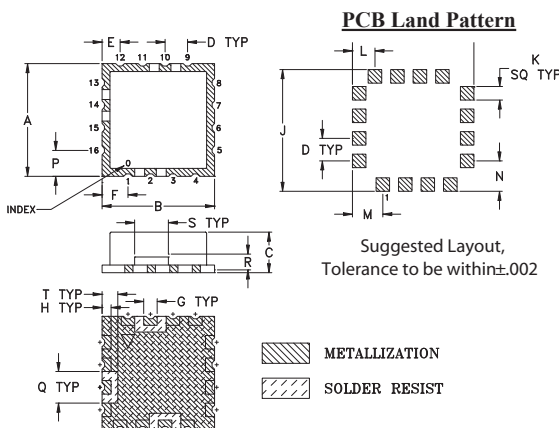 PCB Land Pattern
E
D TYP
12 11 10 9
13
14
15
16
8
7
6
5
A
P
0
1 2 3 4
F
B
INDEX
L
K
SQ TYP
J
D TYP
N
M
1
Suggested Layout,
Tolerance to be within±.002
S TYP
C
R
T TYP
H TYP
G TYP
Q TYP
METALLIZATION
SOLDER RESIST